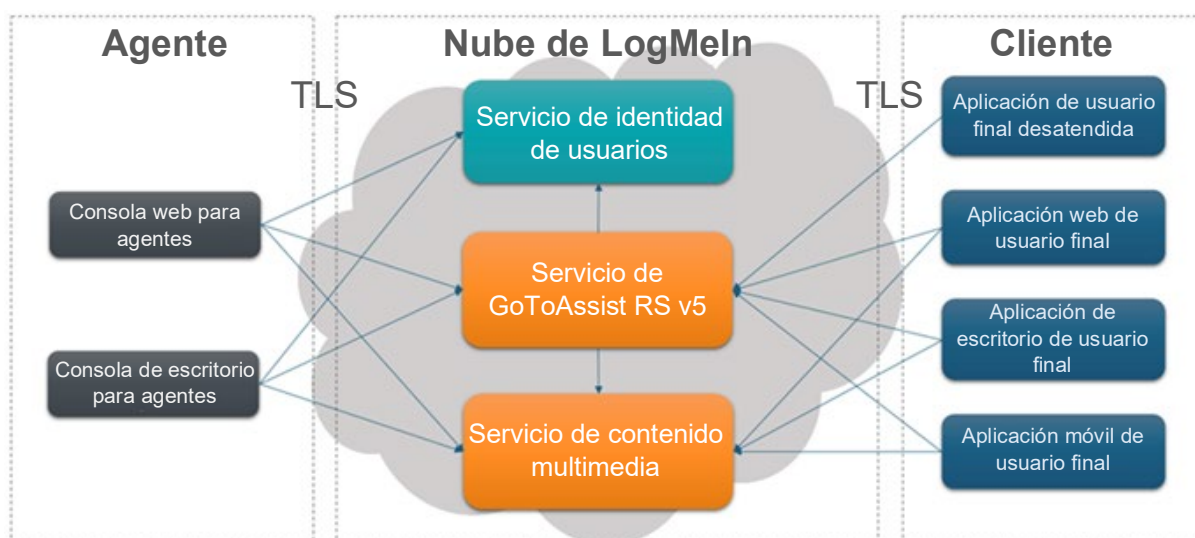 Agente
Nube de LogMeIn
Cliente
TLS
TLS
Servicio de identidad
de usuarios
Aplicación de usuario
final desatendida
Consola web para
agentes
Aplicación web de
usuario final
Servicio de
GoToAssist RS v5
Aplicación de
escritorio de usuario
final
Consola de escritorio
para agentes
Servicio de contenido
multimedia
Aplicación móvil de
usuario final